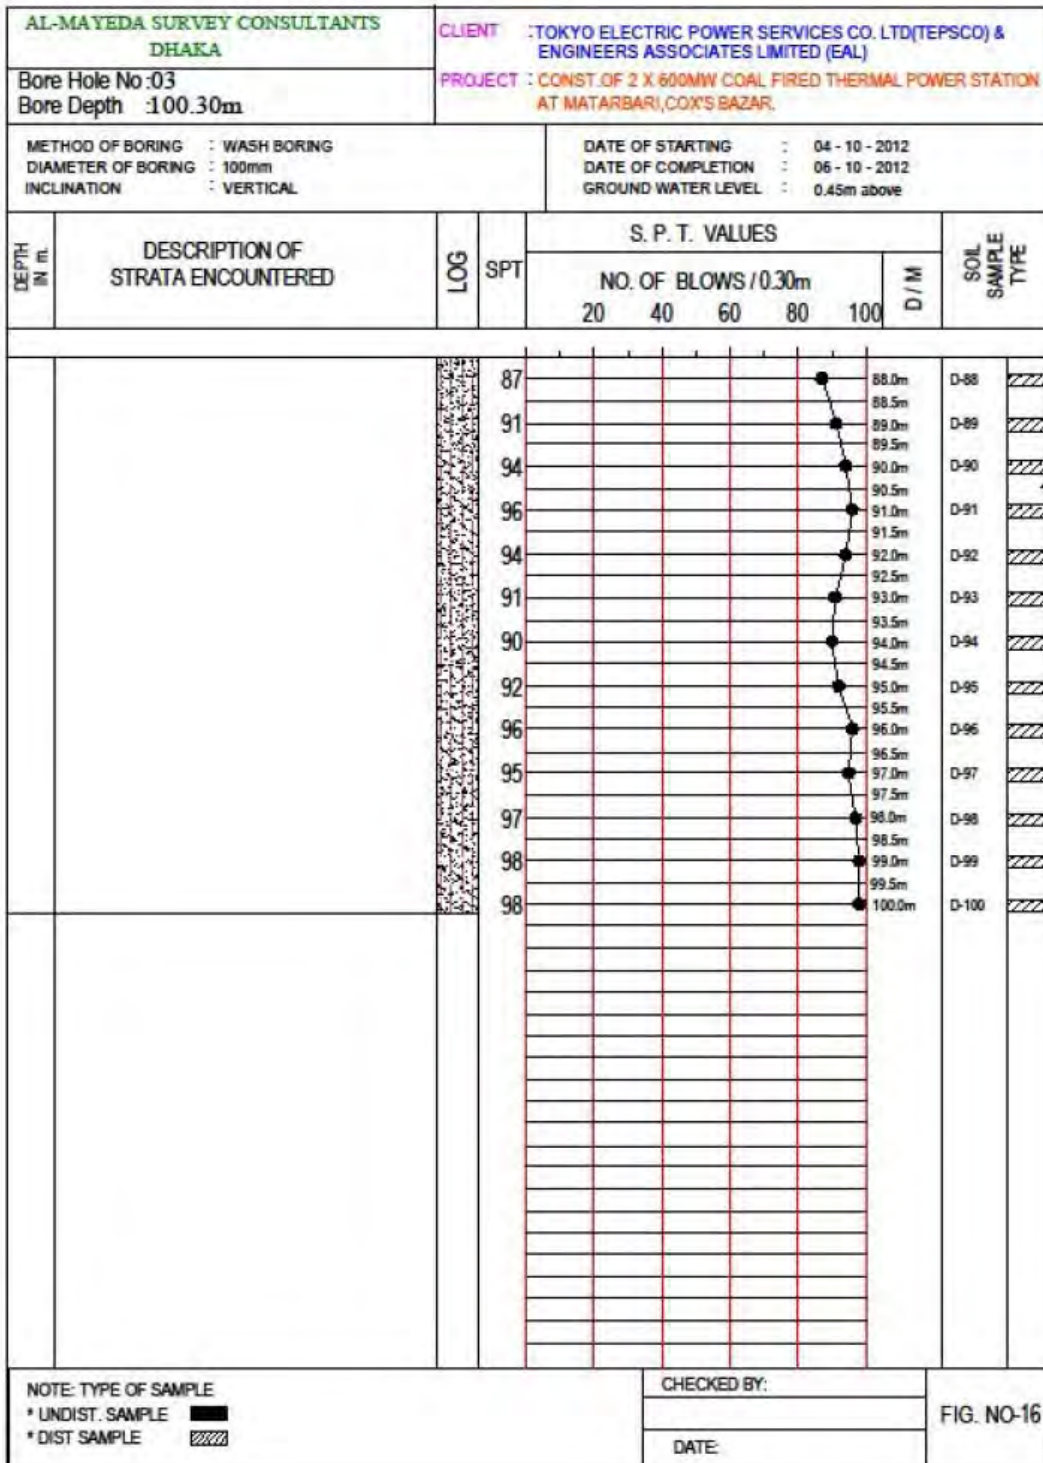 AL-MAYEDA SURVEY CONSULTANTS
DHAKA
Bore Hole No :03
Bore Depth :100.30m
CLIENT : TOKYO ELECTRIC POWER SERVICES CO. LTD(TEPSCO) &
ENGINEERS ASSOCIATES LIMITED (EAL)
PROJECT : CONST.OF 2 X 600MW COAL FIRED THERMAL POWER STATION
AT MATARBARI,COX'S BAZAR.
METHOD OF BORING : WASH BORING
DIAMETER OF BORING : 100mm
INCLINATION : VERTICAL
DATE OF STARTING : 04 - 10 - 2012
DATE OF COMPLETION : 06 - 10 - 2012
GROUND WATER LEVEL : 0.45m above
DEPTH
IN m.
DESCRIPTION OF
STRATA ENCOUNTERED
LOG
SPT
S. P. T. VALUES
NO. OF BLOWS / 0.30m
20 40 60 80 100
D / M
SOIL
SAMPLE
TYPE
87 88.0m D-88
88.5m
91 89.0m D-89
89.5m
94 90.0m D-90
90.5m
96 91.0m D-91
91.5m
94 92.0m D-92
92.5m
91 93.0m D-93
93.5m
90 94.0m D-94
94.5m
92 95.0m D-95
95.5m
96 96.0m D-96
96.5m
95 97.0m D-97
97.5m
97 98.0m D-98
98.5m
98 99.0m D-99
99.5m
98 100.0m D-100
NOTE: TYPE OF SAMPLE
* UNDIST. SAMPLE
* DIST SAMPLE
CHECKED BY:
DATE:
FIG. NO-16